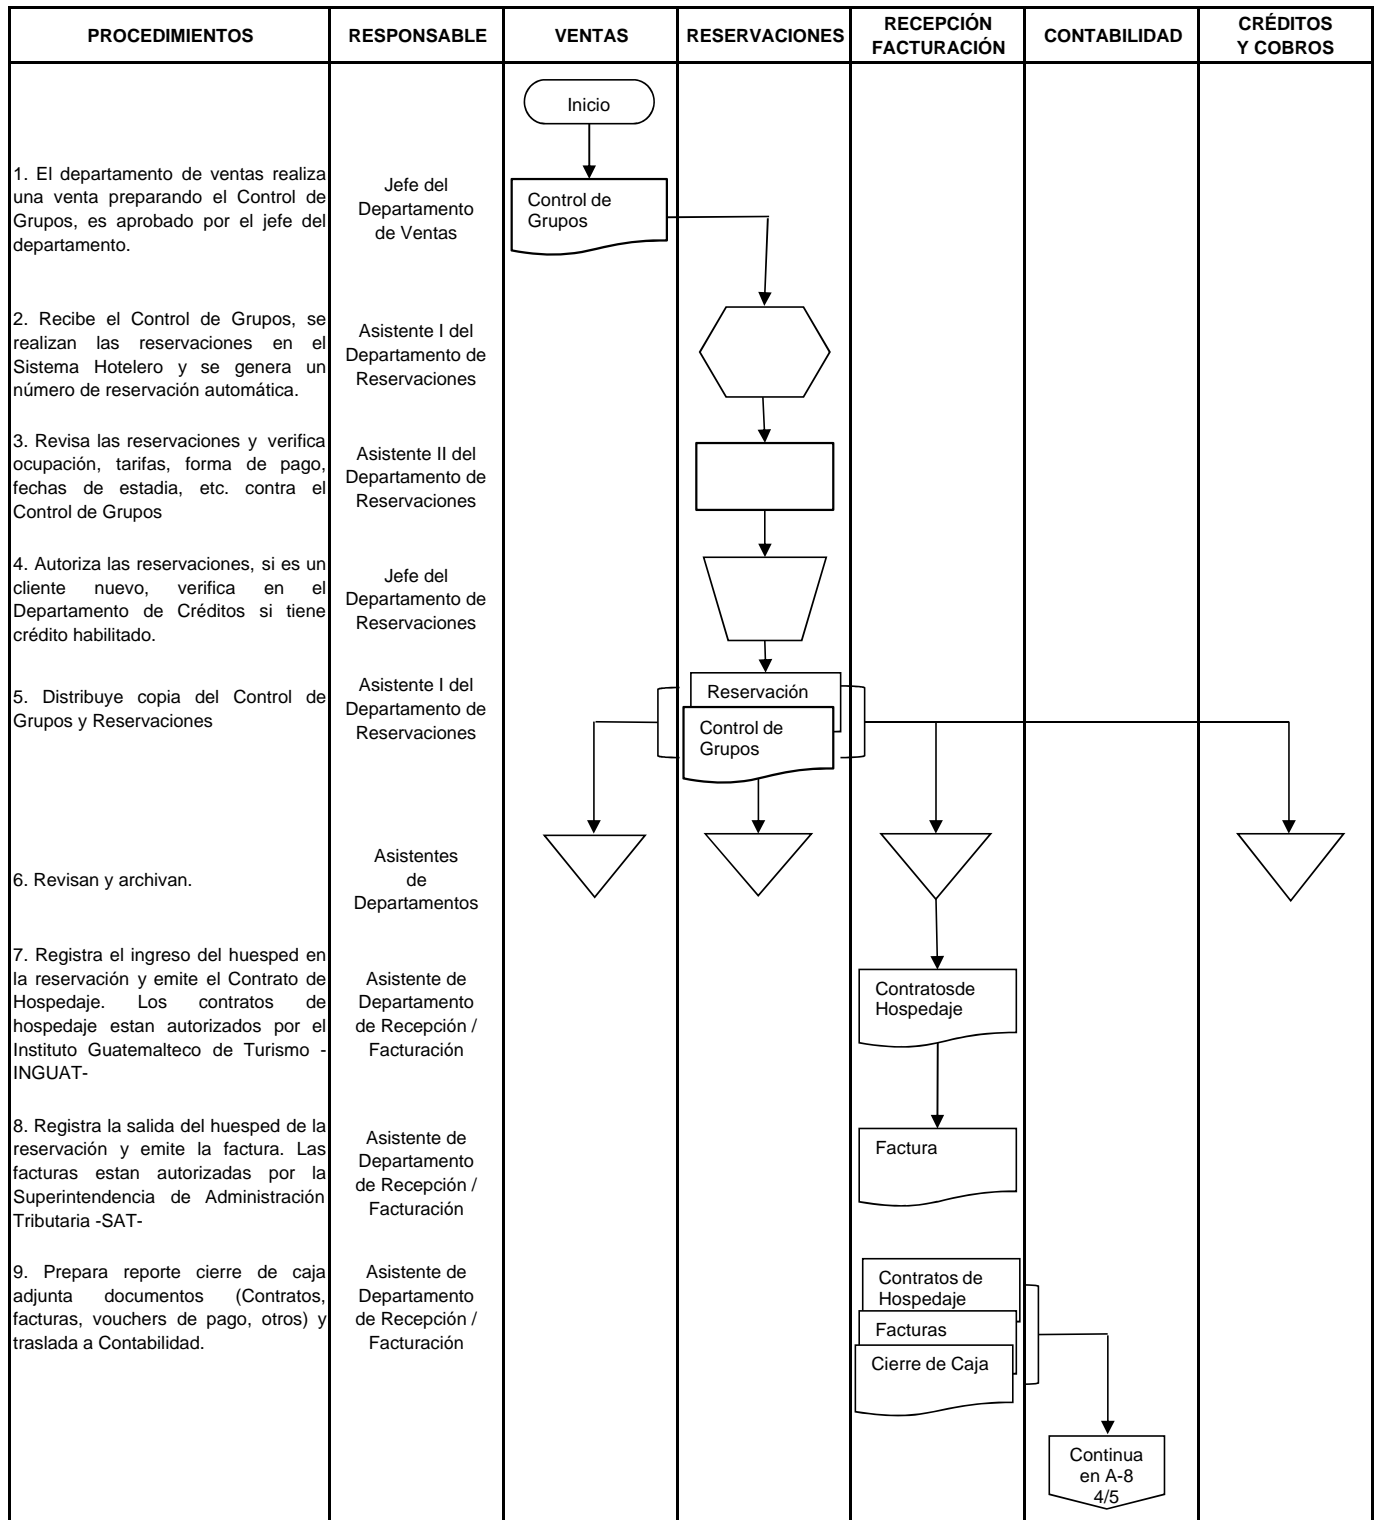 PROCEDIMIENTOS
RESPONSABLE
VENTAS
RESERVACIONES
RECEPCIÓN
FACTURACIÓN
CONTABILIDAD
CRÉDITOS
Y COBROS
Inicio
1. El departamento de ventas realiza
una venta preparando el Control de
Grupos, es aprobado por el jefe del
departamento.
Jefe del
Departamento
de Ventas
Control de
Grupos
2. Recibe el Control de Grupos, se
realizan las reservaciones en el
Sistema Hotelero y se genera un
número de reservación automática.
Asistente I del
Departamento de
Reservaciones
3. Revisa las reservaciones y verifica
ocupación, tarifas, forma de pago,
fechas de estadia, etc. contra el
Control de Grupos
Asistente II del
Departamento de
Reservaciones
4. Autoriza las reservaciones, si es un
cliente nuevo, verifica en el
Departamento de Créditos si tiene
crédito habilitado.
Jefe del
Departamento de
Reservaciones
5. Distribuye copia del Control de
Grupos y Reservaciones
Asistente I del
Departamento de
Reservaciones
Reservación
Control de
Grupos
6. Revisan y archivan.
Asistentes
de
Departamentos
7. Registra el ingreso del huesped en
la reservación y emite el Contrato de
Hospedaje. Los contratos de
hospedaje estan autorizados por el
Instituto Guatemalteco de Turismo -
INGUAT-
Asistente de
Departamento
de Recepción /
Facturación
Contratosde
Hospedaje
8. Registra la salida del huesped de la
reservación y emite la factura. Las
facturas estan autorizadas por la
Superintendencia de Administración
Tributaria -SAT-
Asistente de
Departamento
de Recepción /
Facturación
Factura
9. Prepara reporte cierre de caja
adjunta documentos (Contratos,
facturas, vouchers de pago, otros) y
traslada a Contabilidad.
Asistente de
Departamento
de Recepción /
Facturación
Contratos de
Hospedaje
Facturas
Cierre de Caja
Continua
en A-8
4/5